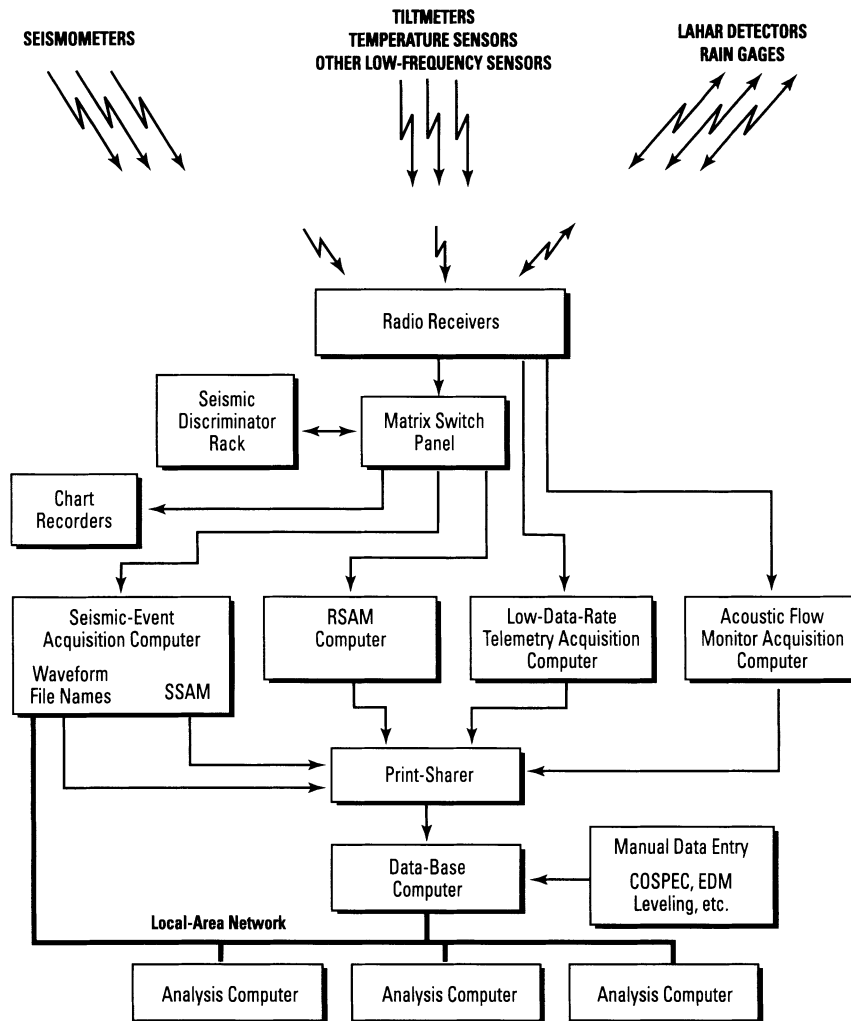 SEISMOMETERS
TILTMETERS
TEMPERATURE SENSORS
OTHER LOW-FREQUENCY SENSORS
LAHAR DETECTORS
RAIN GAGES
Radio Receivers
Seismic
Discriminator
Rack
Matrix Switch
Panel
Chart
Recorders
Seismic-Event
Acquisition Computer
Waveform
File Names
SSAM
RSAM
Computer
Low-Data-Rate
Telemetry Acquisition
Computer
Acoustic Flow
Monitor Acquisition
Computer
Print-Sharer
Data-Base
Computer
Manual Data Entry
COSPEC, EDM
Leveling, etc.
Local-Area Network
Analysis Computer
Analysis Computer
Analysis Computer